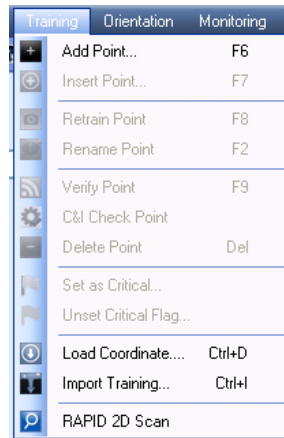 Training Orientation Monitoring
Add Point... F6
Insert Point... F7
Retrain Point F8
Rename Point F2
Verify Point F9
C&I Check Point
Delete Point Del
Set as Critical...
Unset Critical Flag...
Load Coordinate.... Ctrl+D
Import Training... Ctrl+I
RAPID 2D Scan